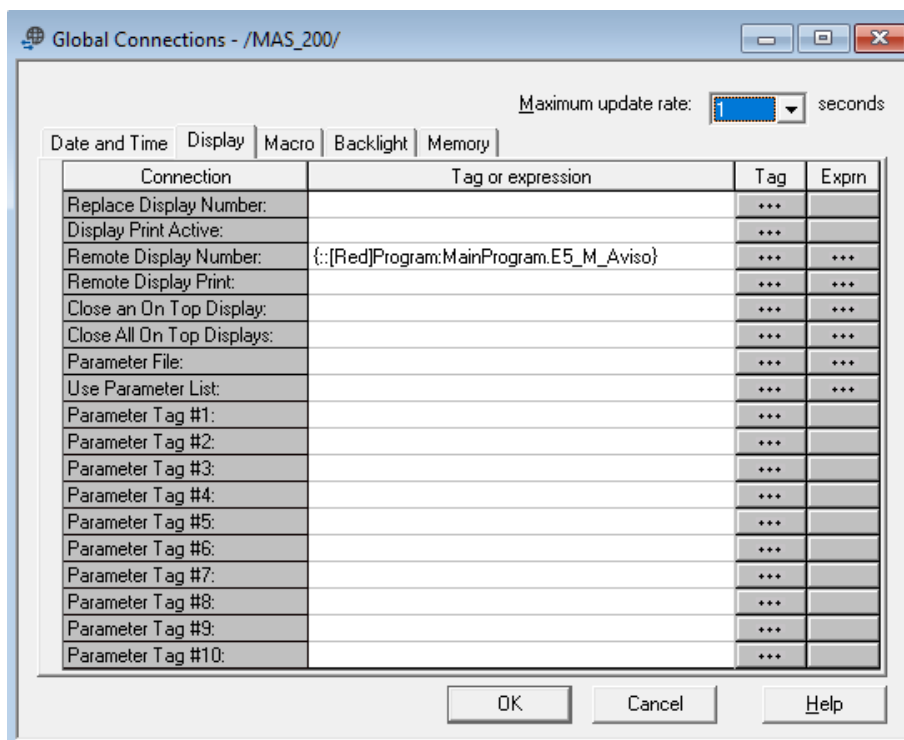 Global Connections - /MAS_200/
Maximum update rate: 1 seconds
Date and Time Display Macro Backlight Memory
Connection Tag or expression Tag Exprn
Replace Display Number: •••
Display Print Active: •••
Remote Display Number: {::[Red]Program:MainProgram.E5_M_Aviso} ••• •••
Remote Display Print: ••• •••
Close an On Top Display: ••• •••
Close All On Top Displays: ••• •••
Parameter File: ••• •••
Use Parameter List: ••• •••
Parameter Tag #1: •••
Parameter Tag #2: •••
Parameter Tag #3: •••
Parameter Tag #4: •••
Parameter Tag #5: •••
Parameter Tag #6: •••
Parameter Tag #7: •••
Parameter Tag #8: •••
Parameter Tag #9: •••
Parameter Tag #10: •••
OK Cancel Help